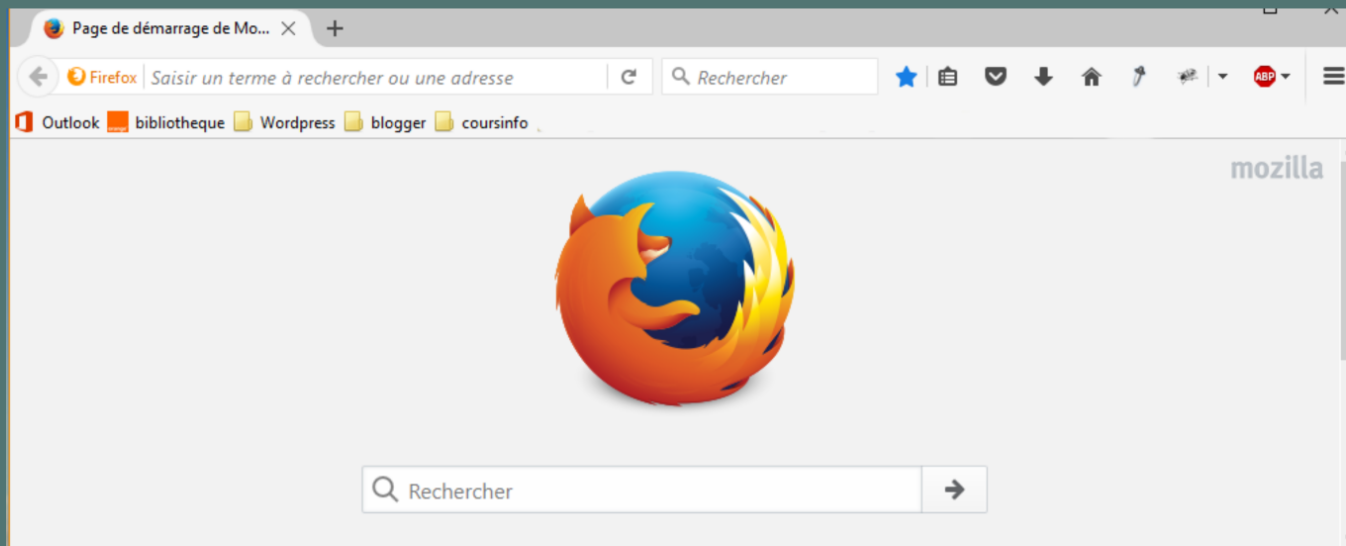 Page de démarrage de Mo...
Firefox Saisir un terme à rechercher ou une adresse Rechercher ABP
Outlook bibliotheque Wordpress blogger coursinfo
mozilla
Rechercher